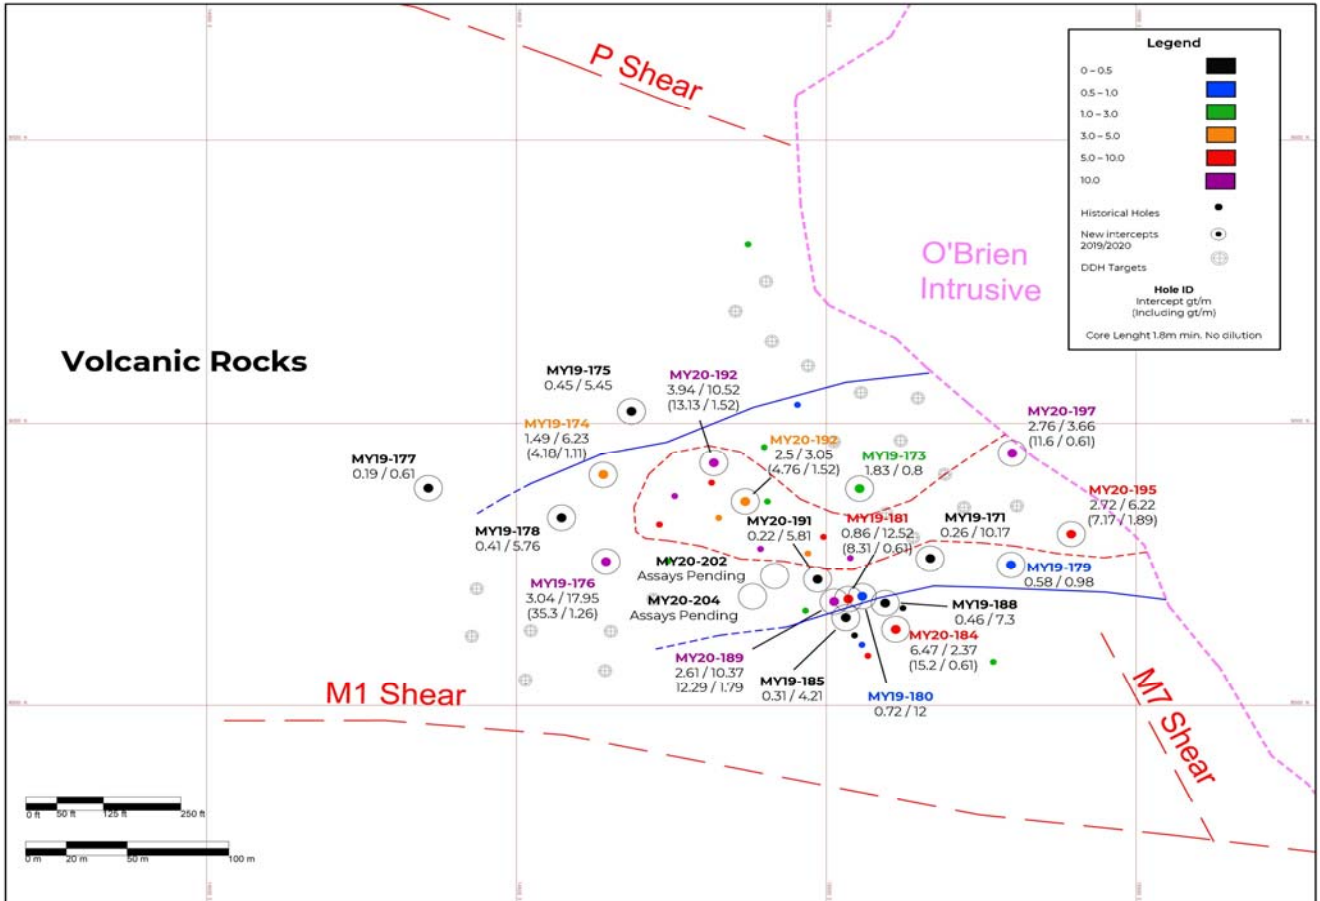 P Shear
Legend
0 – 0.5
0.5 – 1.0
1.0 – 3.0
3.0 – 5.0
5.0 – 10.0
10.0
Historical Holes
New intercepts
2019/2020
DDH Targets
Hole ID
Intercept gt/m
(Including gt/m)
Core Lenght 1.8m min. No dilution
O'Brien
Intrusive
Volcanic Rocks
MY19-175
0.45 / 5.45
MY20-192
3.94 / 10.52
(13.13 / 1.52)
MY19-174
1.49 / 6.23
(4.18/ 1.11)
MY20-192
2.5 / 3.05
(4.76 / 1.52)
MY20-197
2.76 / 3.66
(11.6 / 0.61)
MY19-177
0.19 / 0.61
MY19-173
1.83 / 0.8
MY20-195
2.72 / 6.22
(7.17 / 1.89)
MY19-178
0.41 / 5.76
MY20-191
0.22 / 5.81
MY19-181
0.86 / 12.52
(8.31 / 0.61)
MY19-171
0.26 / 10.17
MY20-202
Assays Pending
MY19-179
0.58 / 0.98
MY19-176
3.04 / 17.95
(35.3 / 1.26)
MY20-204
Assays Pending
MY19-188
0.46 / 7.3
MY20-184
6.47 / 2.37
(15.2 / 0.61)
MY20-189
2.61 / 10.37
12.29 / 1.79
MY19-185
0.31 / 4.21
MY19-180
0.72 / 12
M1 Shear
M7 Shear
0 ft 50 ft 125 ft 250 ft
0 m 20 m 50 m 100 m